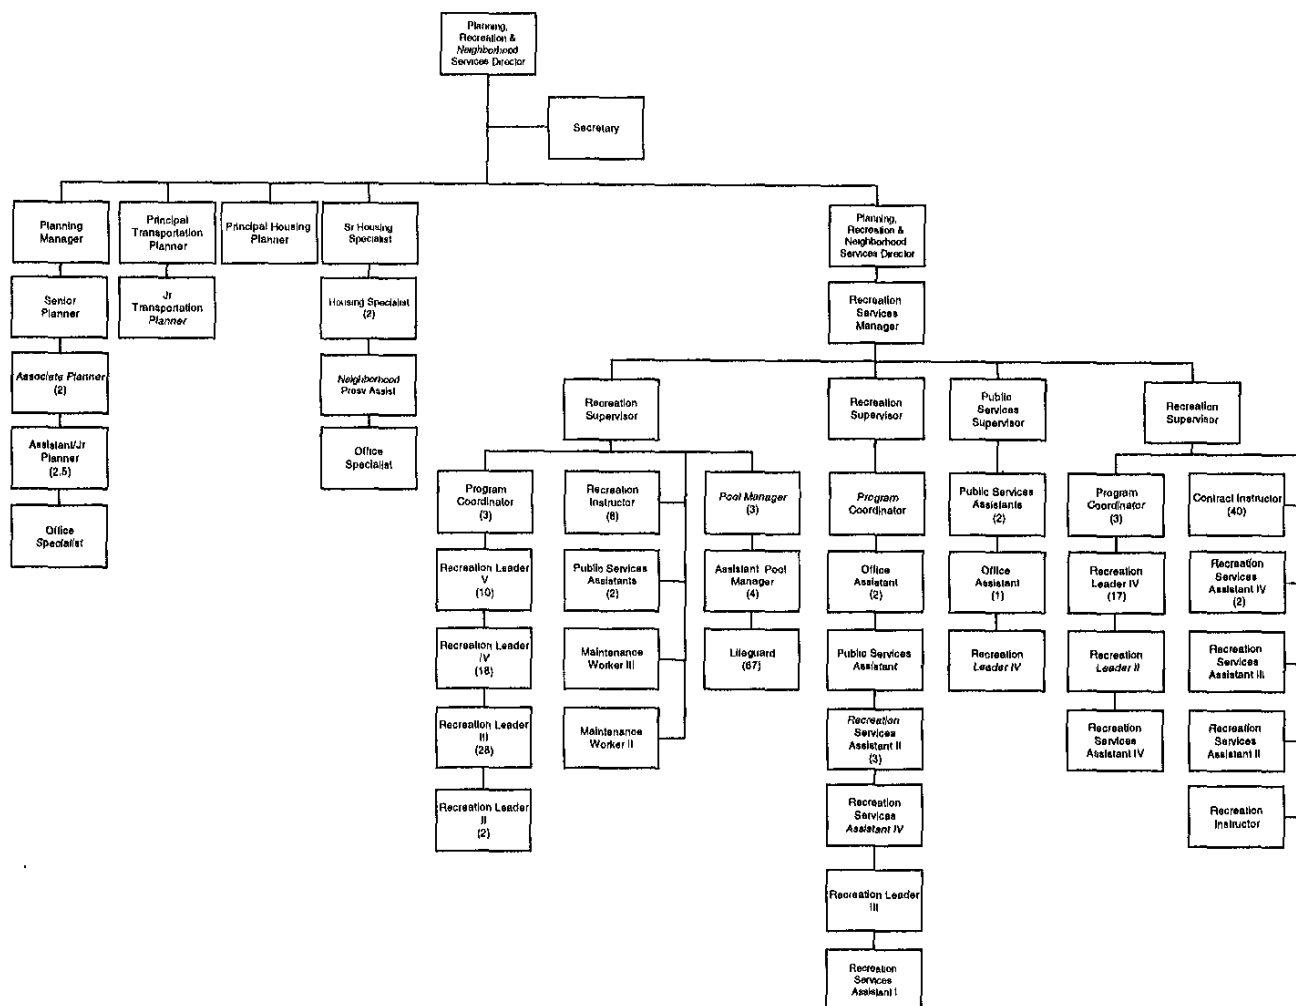 Planning,
Recreation &
Neighborhood
Services Director
Secretary
Planning
Manager
Principal
Transportation
Planner
Principal Housing
Planner
Sr Housing
Specialist
Planning,
Recreation &
Neighborhood
Services Director
Senior
Planner
Jr
Transportation
Planner
Housing Specialist
(2)
Recreation
Services
Manager
Associate Planner
(2)
Neighborhood
Presv Assist
Recreation
Supervisor
Recreation
Supervisor
Public
Services
Supervisor
Recreation
Supervisor
Assistant/Jr
Planner
(2.5)
Office
Specialist
Office
Specialist
Program
Coordinator
(3)
Recreation
Instructor
(8)
Pool Manager
(3)
Program
Coordinator
Public Services
Assistants
(2)
Program
Coordinator
(3)
Contract Instructor
(40)
Recreation Leader
V
(10)
Public Services
Assistants
(2)
Assistant Pool
Manager
(4)
Office
Assistant
(2)
Office
Assistant
(1)
Recreation
Leader IV
(17)
Recreation
Services
Assistant IV
(2)
Recreation Leader
IV
Maintenance
Worker III
Lifeguard
(67)
Public Services
Assistant
Recreation
Leader IV
Recreation
Leader II
Recreation
Services
Assistant III
Recreation Leader
III
Maintenance
Worker II
Recreation
Services
Assistant II
(3)
Recreation
Services
Assistant IV
Recreation
Services
Assistant II
Recreation Leader
II
(2)
Recreation
Services
Assistant IV
Recreation
Instructor
Recreation Leader
III
Recreation
Services
Assistant I